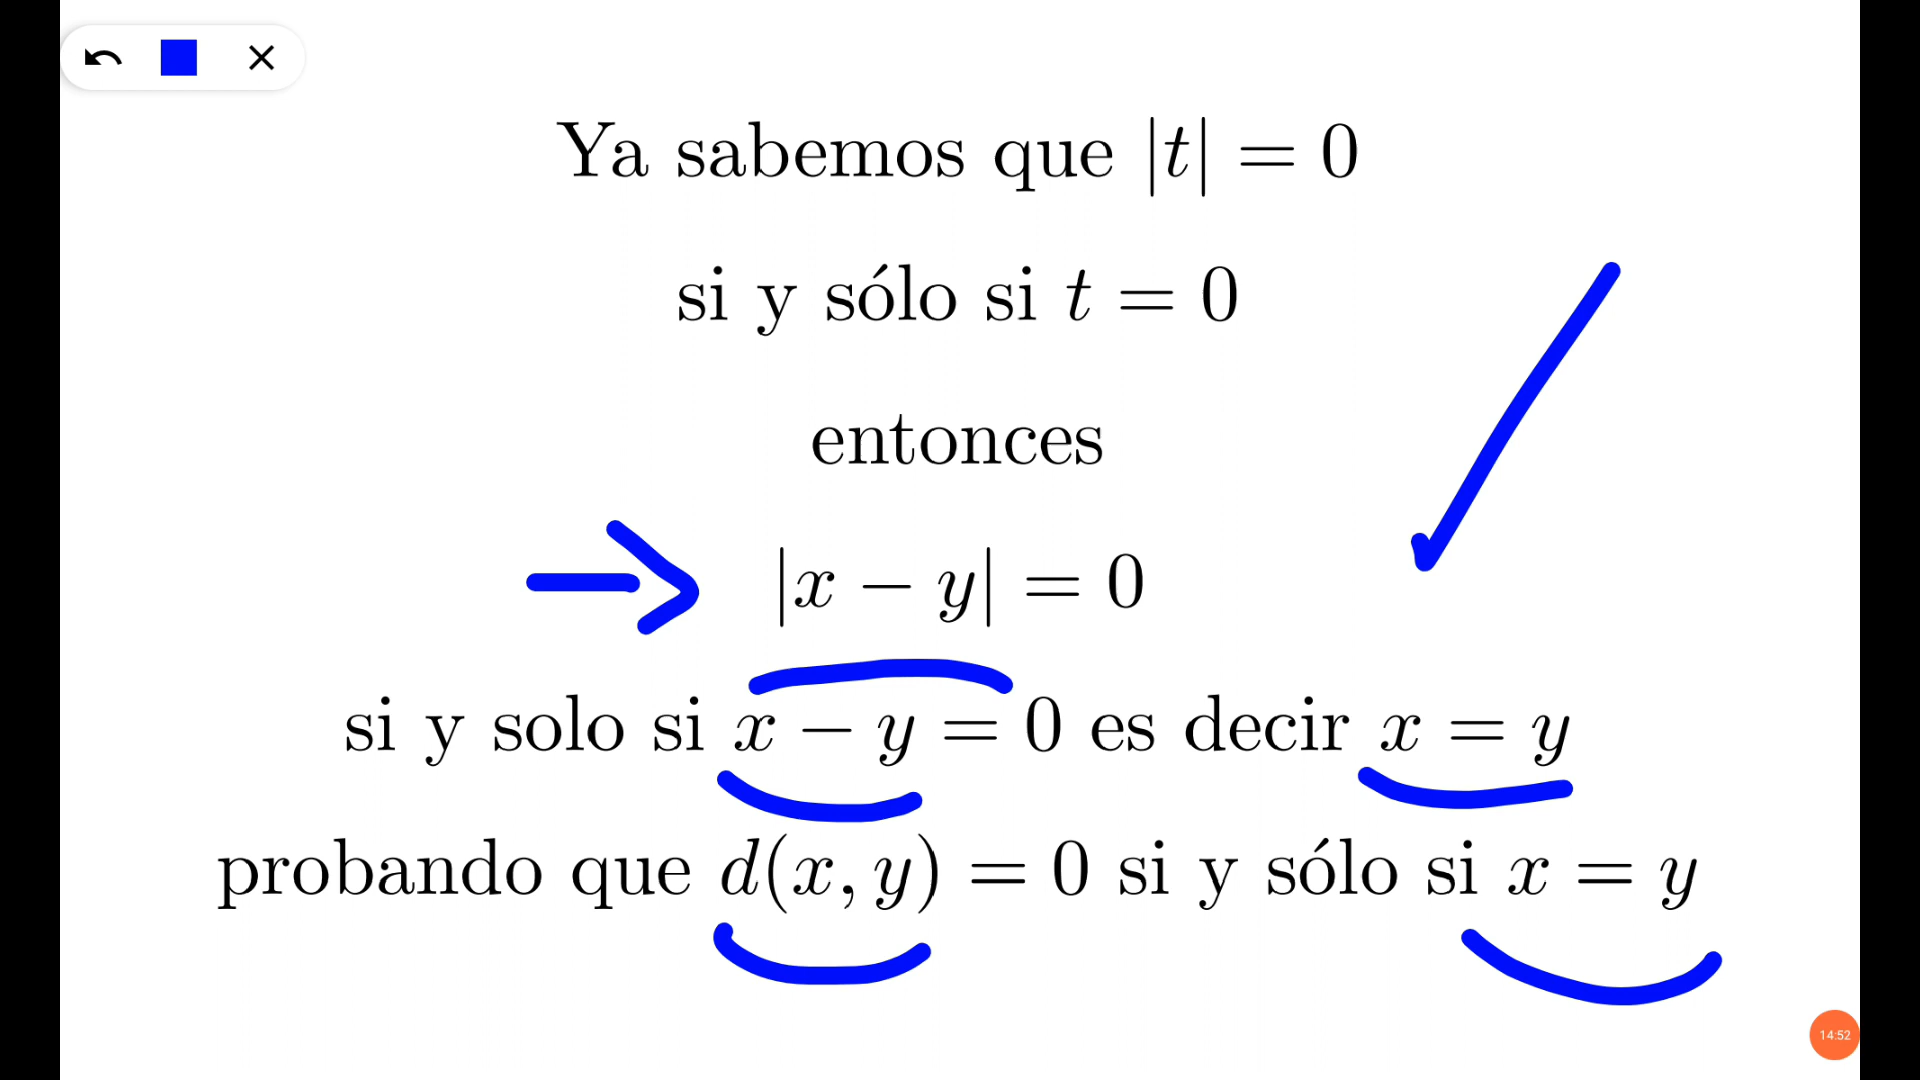 Ya sabemos que |t| = 0
si y sólo si t = 0
entonces
|x − y| = 0
si y solo si x − y = 0 es decir x = y
probando que d(x, y) = 0 si y sólo si x = y
14:52